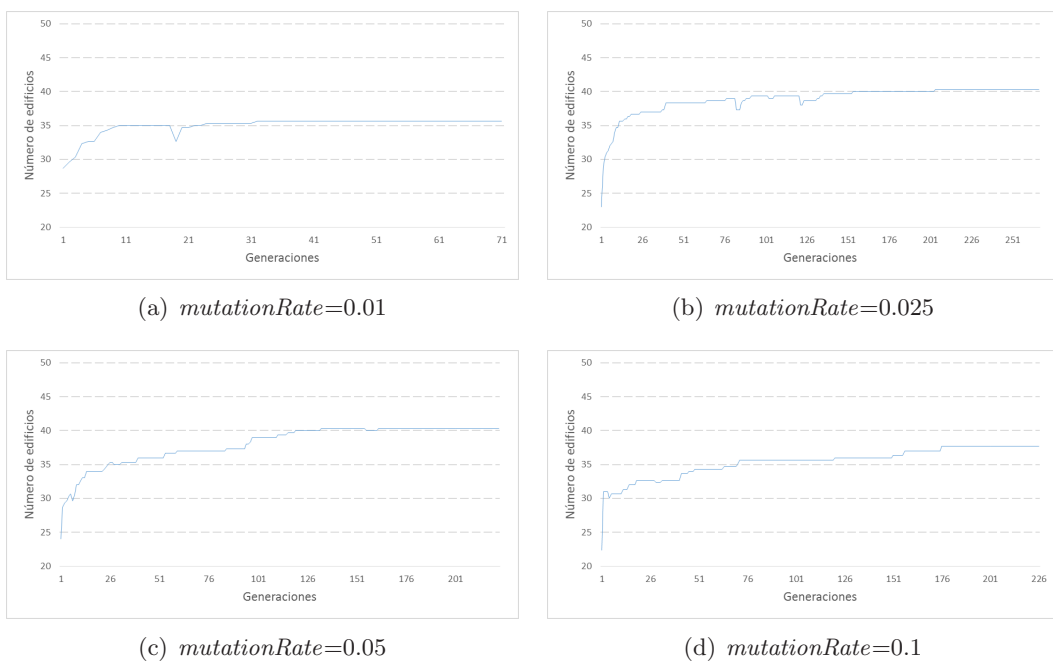 50
45
40
35
30
25
20
Número de edificios
1 11 21 31 41 51 61 71
Generaciones
(a) mutationRate=0.01
50
45
40
35
30
25
20
Número de edificios
1 26 51 76 101 126 151 176 201 226 251
Generaciones
(b) mutationRate=0.025
50
45
40
35
30
25
20
Número de edificios
1 26 51 76 101 126 151 176 201
Generaciones
(c) mutationRate=0.05
50
45
40
35
30
25
20
Número de edificios
1 26 51 76 101 126 151 176 201 226
Generaciones
(d) mutationRate=0.1